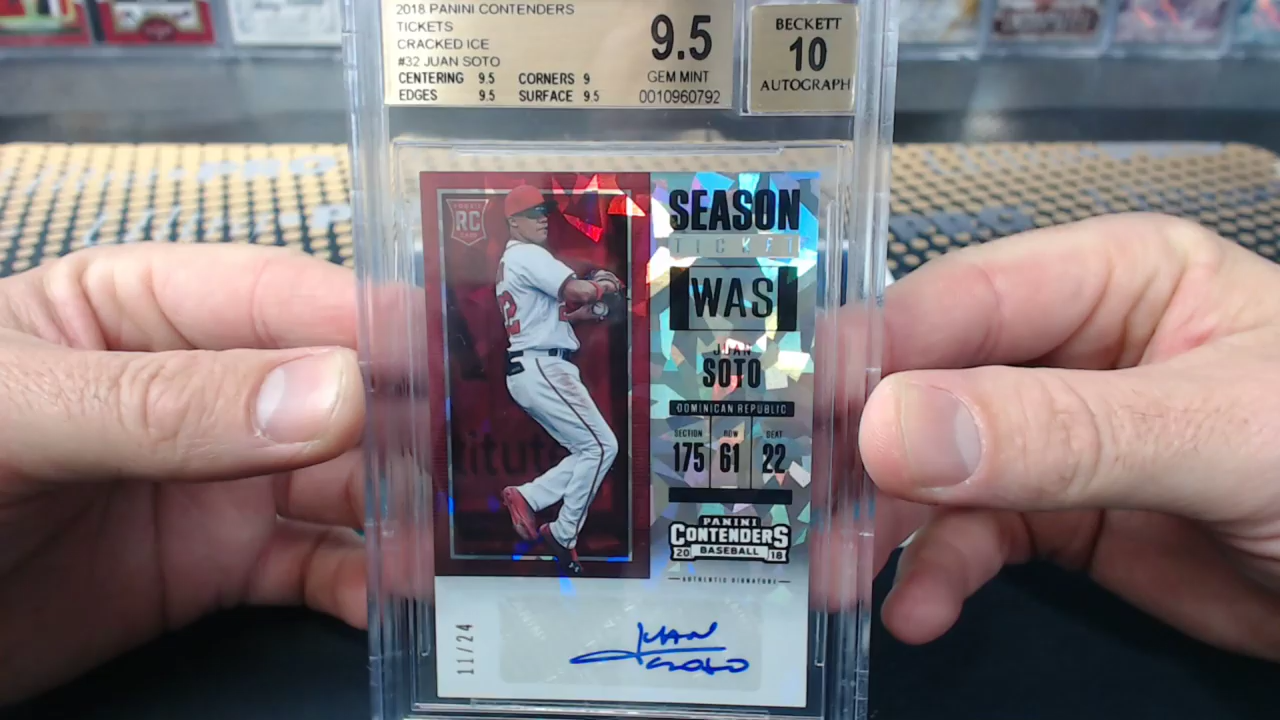 2018 PANINI CONTENDERS
TICKETS
CRACKED ICE
#32 JUAN SOTO
CENTERING 9.5 CORNERS 9
EDGES 9.5 SURFACE 9.5
9.5
GEM MINT
0010960792
BECKETT
10
AUTOGRAPH
RC
SEASON
TICKET
WAS
JUAN
SOTO
DOMINICAN REPUBLIC
SECTION ROW SEAT
175 61 22
PANINI
CONTENDERS
20 BASEBALL 18
AUTHENTIC SIGNATURE
11/24
Juan
Soto